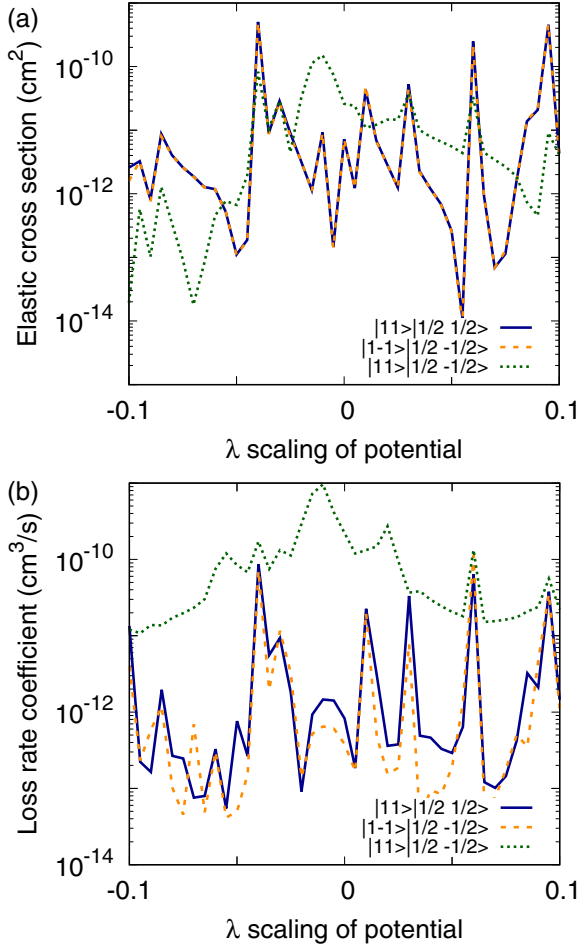 (a)
Elastic cross section (cm²)
10⁻¹⁰
10⁻¹²
10⁻¹⁴
|11>|1/2 1/2>
|1-1>|1/2 -1/2>
|11>|1/2 -1/2>
-0.1 0 0.1
λ scaling of potential
(b)
Loss rate coefficient (cm³/s)
10⁻¹⁰
10⁻¹²
10⁻¹⁴
|11>|1/2 1/2>
|1-1>|1/2 -1/2>
|11>|1/2 -1/2>
-0.1 0 0.1
λ scaling of potential